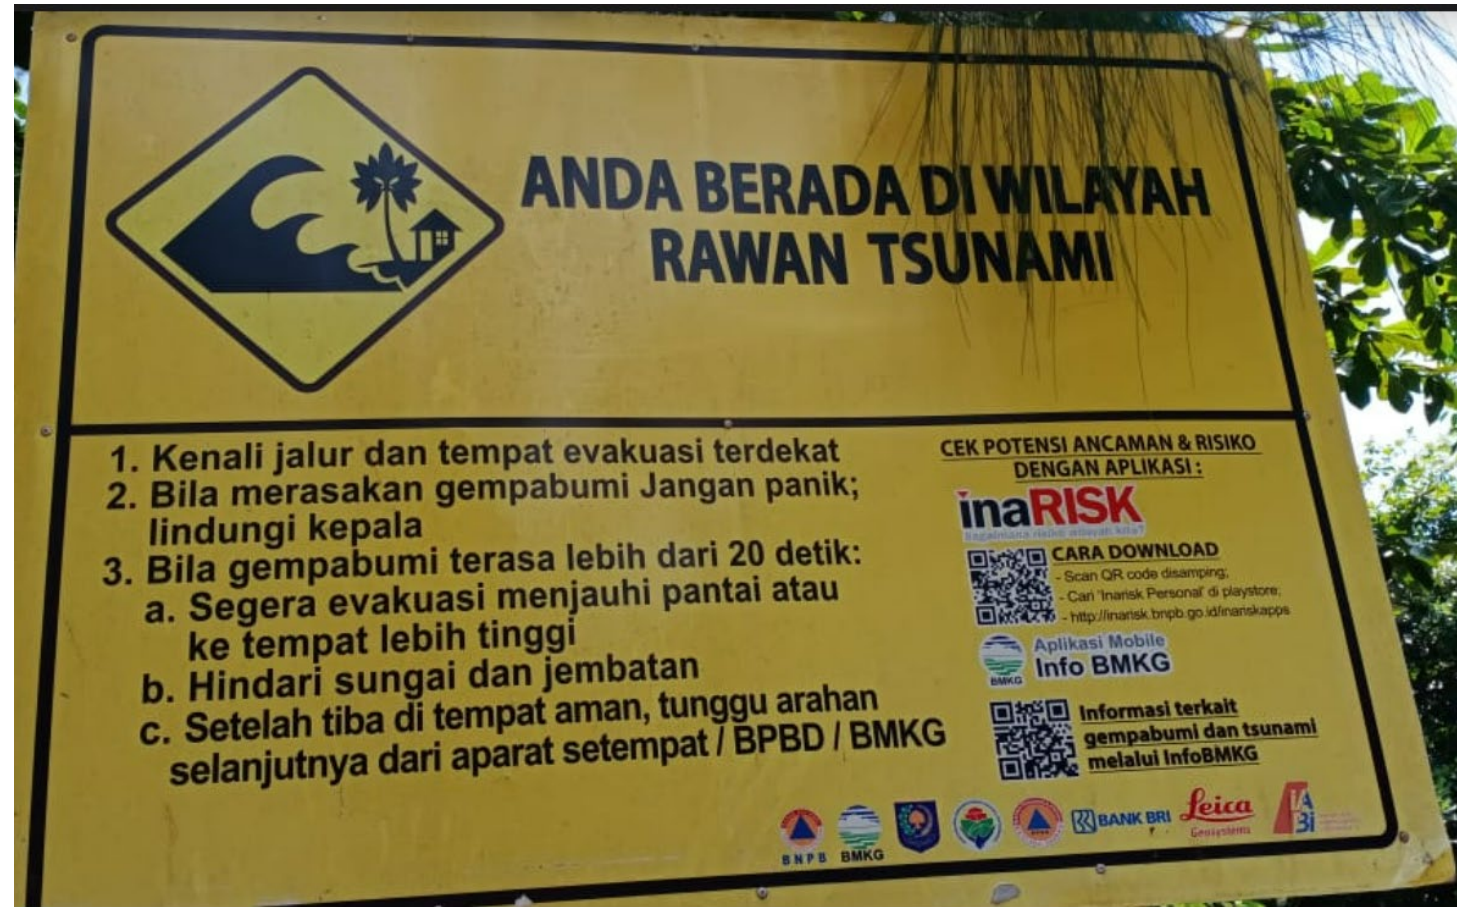 ANDA BERADA DI WILAYAH
RAWAN TSUNAMI
1. Kenali jalur dan tempat evakuasi terdekat
2. Bila merasakan gempabumi Jangan panik;
lindungi kepala
3. Bila gempabumi terasa lebih dari 20 detik:
a. Segera evakuasi menjauhi pantai atau
ke tempat lebih tinggi
b. Hindari sungai dan jembatan
c. Setelah tiba di tempat aman, tunggu arahan
selanjutnya dari aparat setempat / BPBD / BMKG
CEK POTENSI ANCAMAN & RISIKO
DENGAN APLIKASI :
inaRISK
Bagaimana risiko wilayah kita?
CARA DOWNLOAD
- Scan QR code disamping;
- Cari 'Inarisk Personal' di playstore;
- http://inarisk.bnpb.go.id/inariskapps
BMKG
Aplikasi Mobile
Info BMKG
Informasi terkait
gempabumi dan tsunami
melalui InfoBMKG
BNPB
BMKG
BANK BRI
Leica
Geosystems
IABI